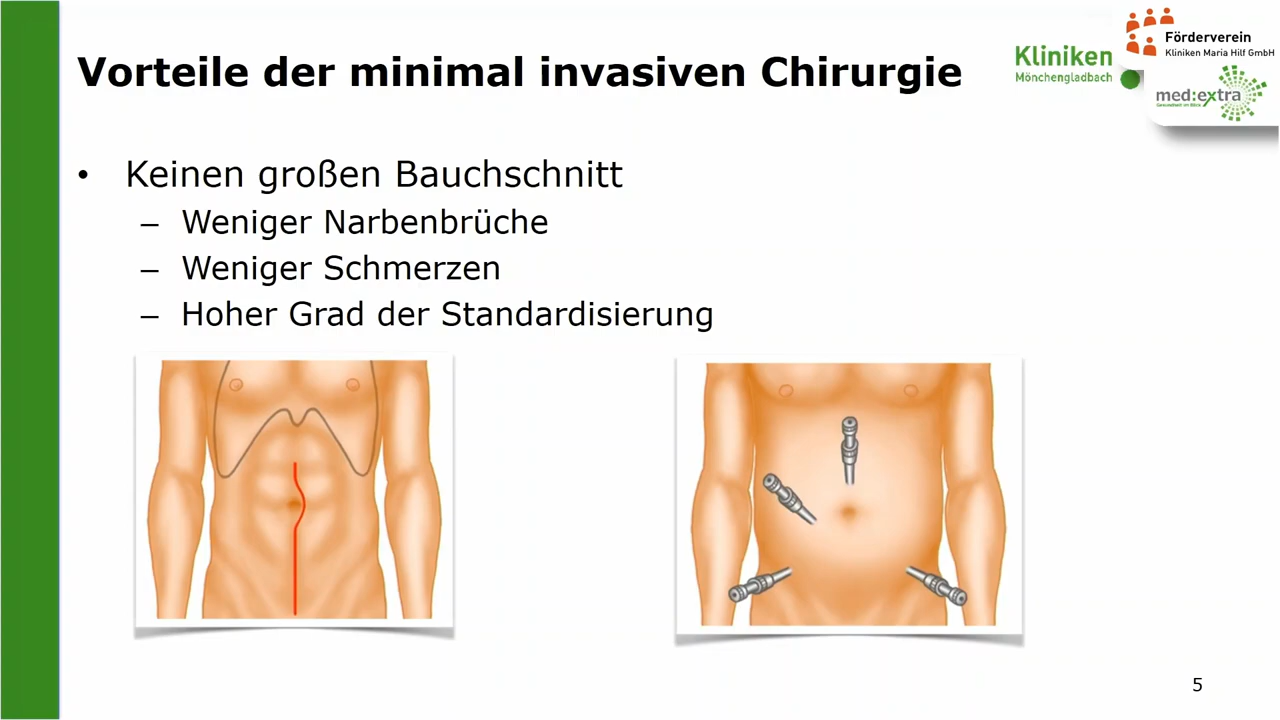 Vorteile der minimal invasiven Chirurgie
Kliniken
Mönchengladbach
Förderverein
Kliniken Maria Hilf GmbH
med:extra
Gesundheit im Blick
• Keinen großen Bauchschnitt
– Weniger Narbenbrüche
– Weniger Schmerzen
– Hoher Grad der Standardisierung
5